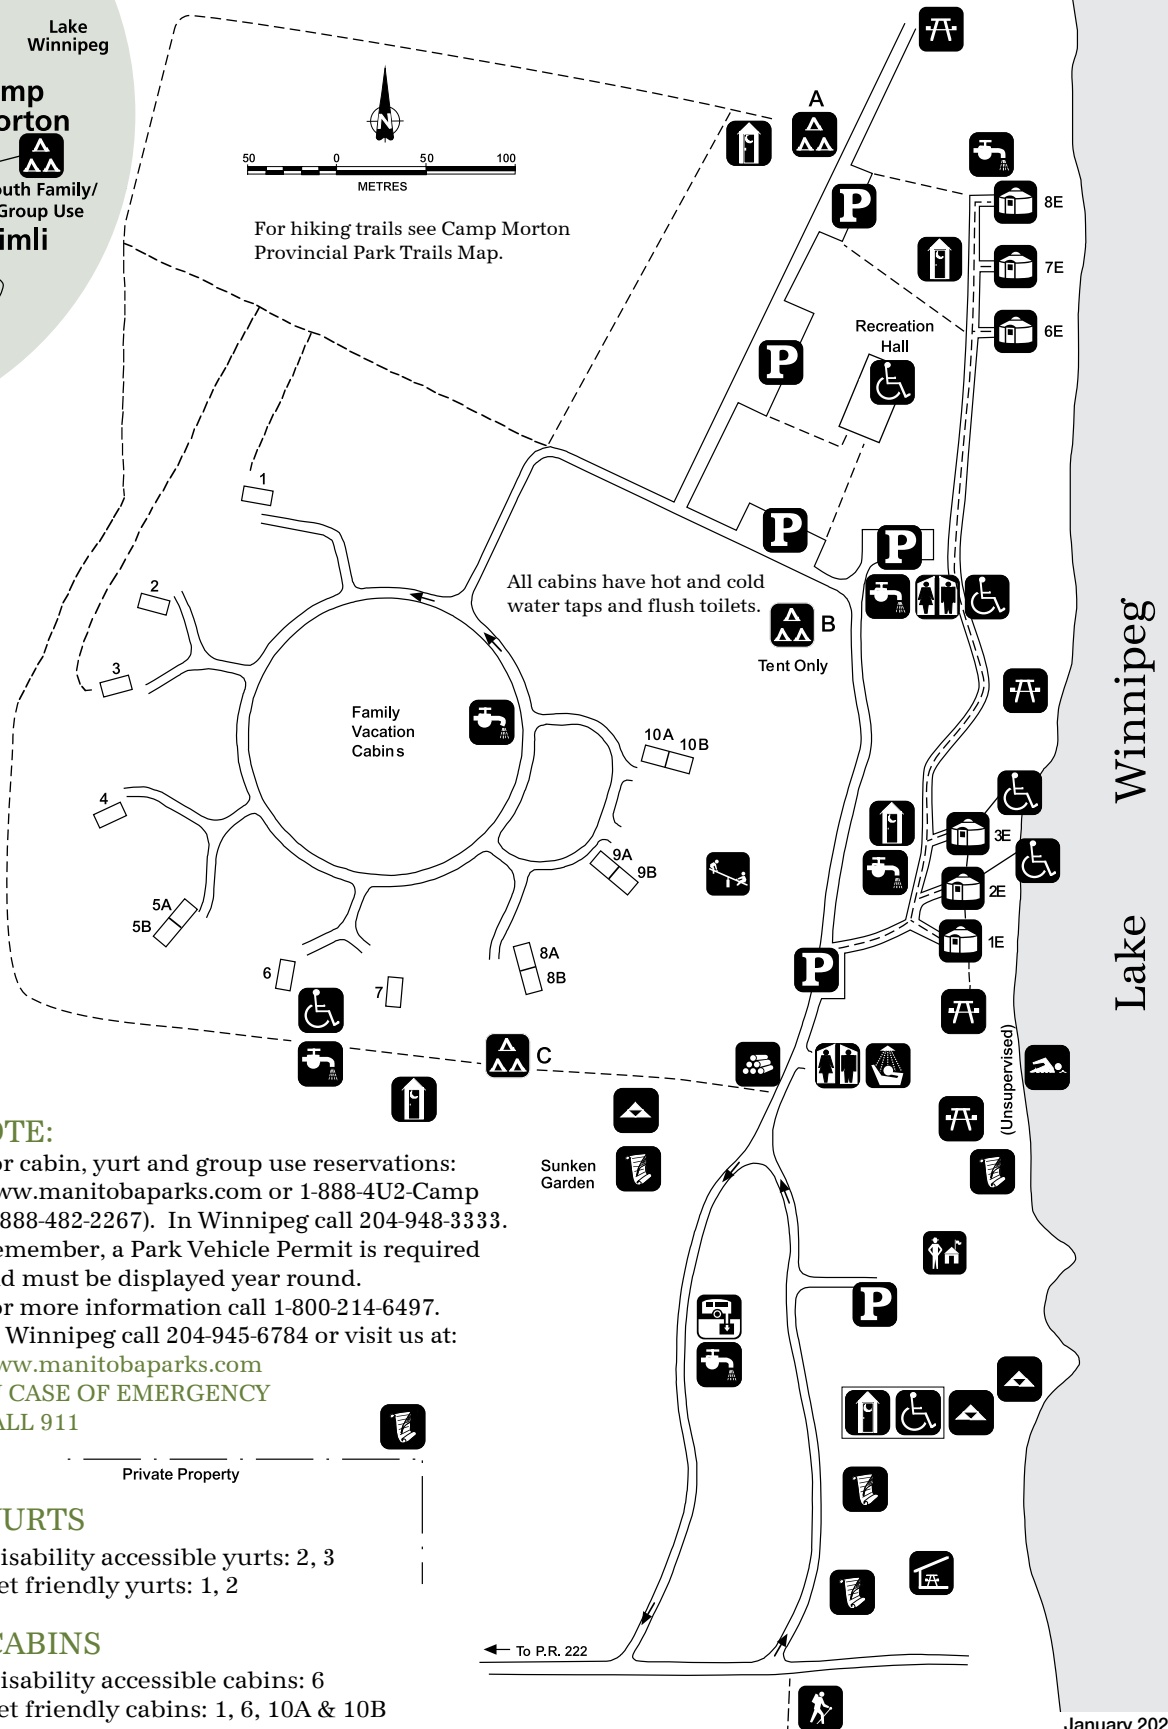 Lake
Winnipeg
mp
orton
outh Family/
Group Use
imli
N
50 0 50 100
METRES
For hiking trails see Camp Morton
Provincial Park Trails Map.
A
P
8E
7E
6E
Recreation
Hall
P
1
P
P
All cabins have hot and cold
water taps and flush toilets.
B
Tent Only
2
3
Family
Vacation
Cabins
10A
10B
4
3E
9A
9B
2E
5A
5B
1E
8A
8B
6
7
P
C
(Unsupervised)
Winnipeg
Lake
Sunken
Garden
P
OTE:
or cabin, yurt and group use reservations:
ww.manitobaparks.com or 1-888-4U2-Camp
888-482-2267). In Winnipeg call 204-948-3333.
emember, a Park Vehicle Permit is required
d must be displayed year round.
or more information call 1-800-214-6497.
Winnipeg call 204-945-6784 or visit us at:
ww.manitobaparks.com
CASE OF EMERGENCY
ALL 911
Private Property
URTS
isability accessible yurts: 2, 3
et friendly yurts: 1, 2
CABINS
isability accessible cabins: 6
et friendly cabins: 1, 6, 10A & 10B
To P.R. 222
January 202